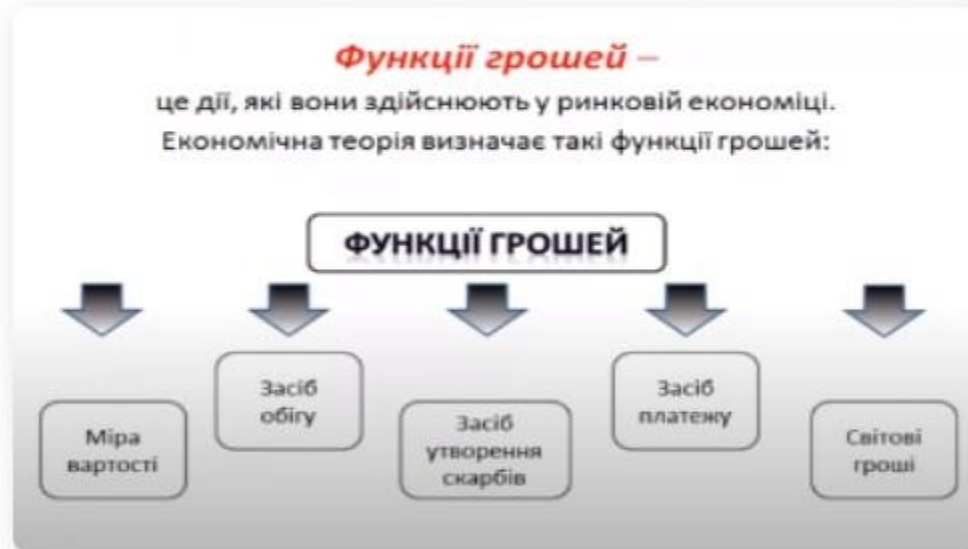 Функції грошей –
це дії, які вони здійснюють у ринковій економіці.
Економічна теорія визначає такі функції грошей:
ФУНКЦІЇ ГРОШЕЙ
Міра
вартості
Засіб
обігу
Засіб
утворення
скарбів
Засіб
платежу
Світові
гроші